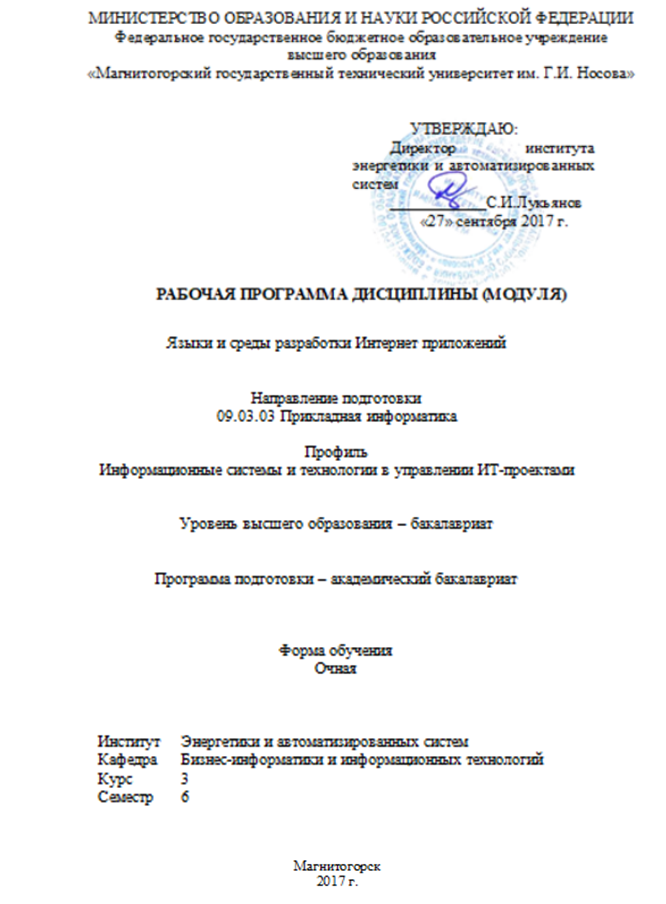 МИНИСТЕРСТВО ОБРАЗОВАНИЯ И НАУКИ РОССИЙСКОЙ ФЕДЕРАЦИИ
Федеральное государственное бюджетное образовательное учреждение
высшего образования
«Магнитогорский государственный технический университет им. Г.И. Носова»
УТВЕРЖДАЮ:
Директор института
энергетики и автоматизированных
систем
С.И.Лукьянов
«27» сентября 2017 г.
РАБОЧАЯ ПРОГРАММА ДИСЦИПЛИНЫ (МОДУЛЯ)
Языки и среды разработки Интернет приложений
Направление подготовки
09.03.03 Прикладная информатика
Профиль
Информационные системы и технологии в управлении ИТ-проектами
Уровень высшего образования – бакалавриат
Программа подготовки – академический бакалавриат
Форма обучения
Очная
Институт Энергетики и автоматизированных систем
Кафедра Бизнес-информатики и информационных технологий
Курс 3
Семестр 6
Магнитогорск
2017 г.